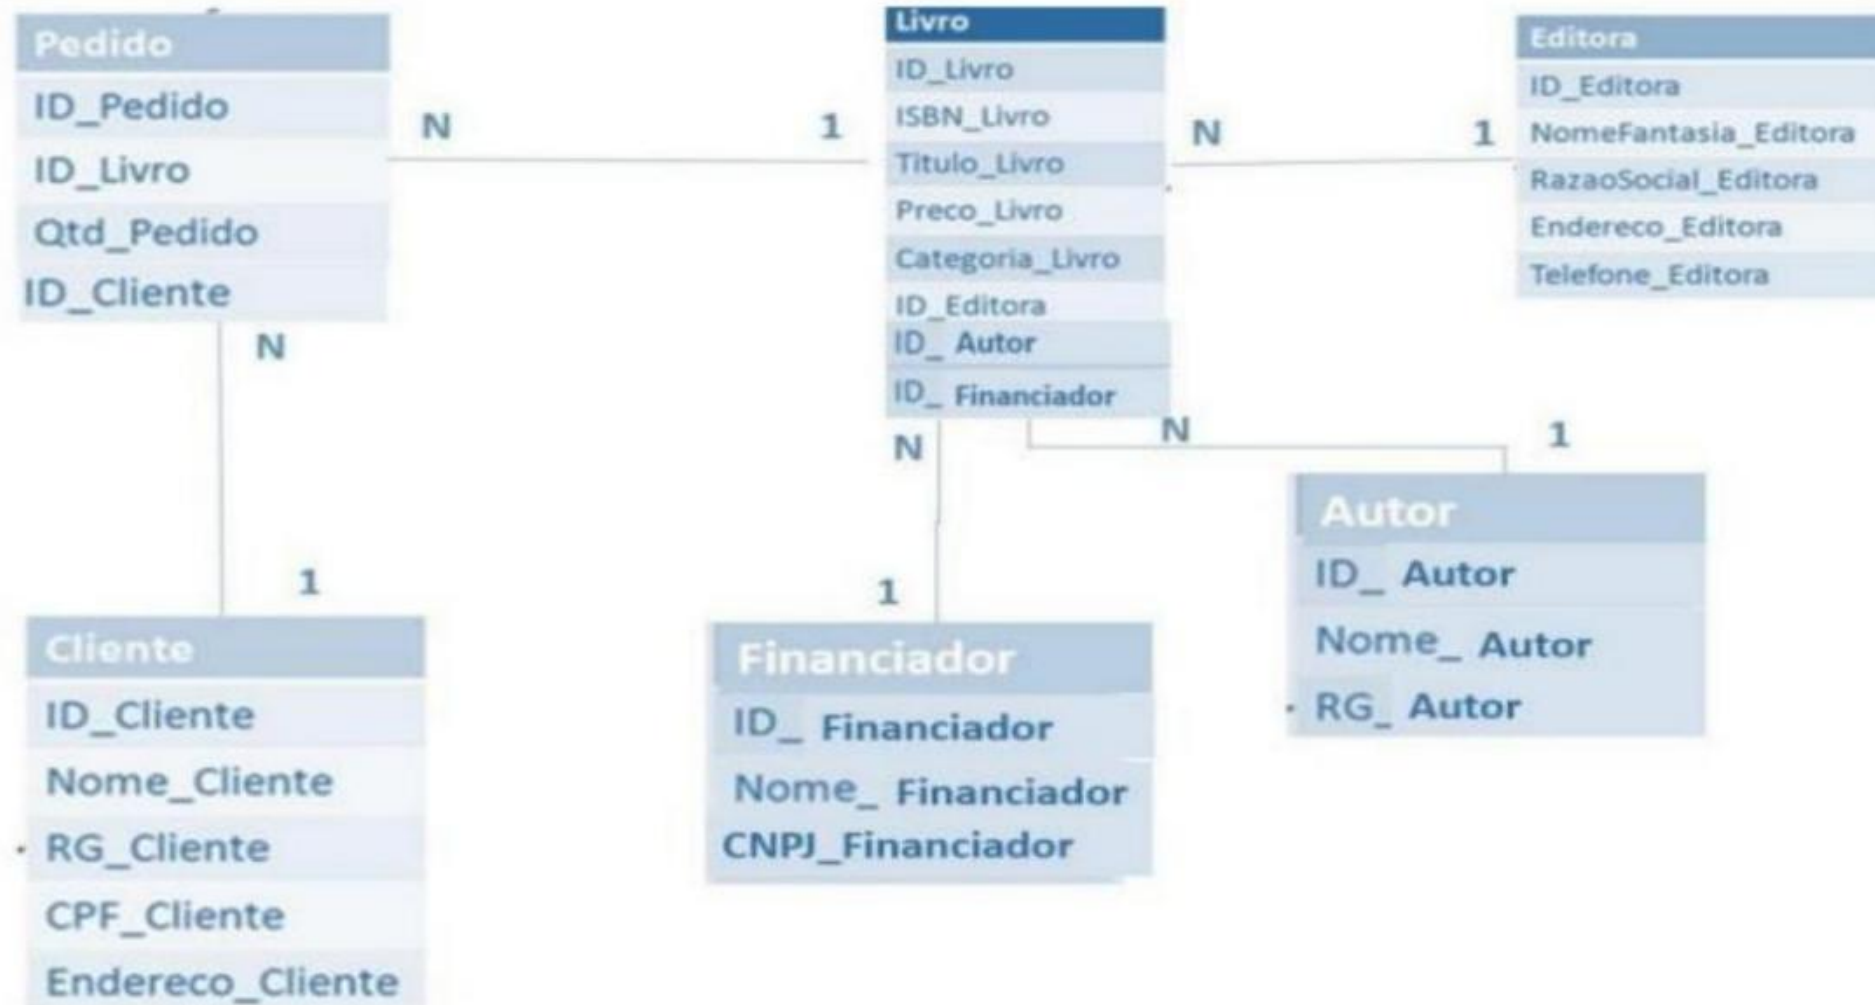 Pedido
ID_Pedido
ID_Livro
Qtd_Pedido
ID_Cliente
N
1
Livro
ID_Livro
ISBN_Livro
Titulo_Livro
Preco_Livro
Categoria_Livro
ID_Editora
ID_ Autor
ID_ Financiador
N
1
Editora
ID_Editora
NomeFantasia_Editora
RazaoSocial_Editora
Endereco_Editora
Telefone_Editora
N
1
Cliente
ID_Cliente
Nome_Cliente
RG_Cliente
CPF_Cliente
Endereco_Cliente
N
1
Financiador
ID_ Financiador
Nome_ Financiador
CNPJ_Financiador
N
1
Autor
ID_ Autor
Nome_ Autor
RG_ Autor